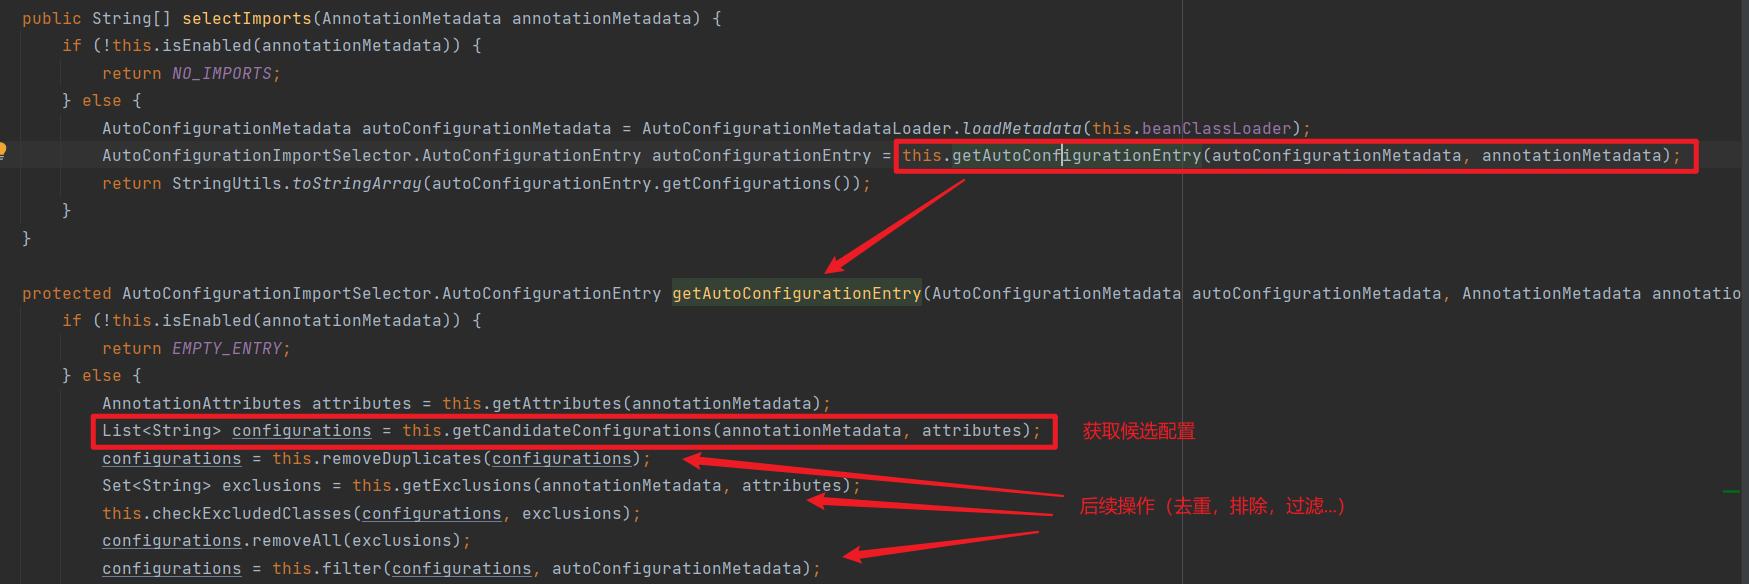 public String[] selectImports(AnnotationMetadata annotationMetadata) {
if (!this.isEnabled(annotationMetadata)) {
return NO_IMPORTS;
} else {
AutoConfigurationMetadata autoConfigurationMetadata = AutoConfigurationMetadataLoader.loadMetadata(this.beanClassLoader);
AutoConfigurationImportSelector.AutoConfigurationEntry autoConfigurationEntry = this.getAutoConfigurationEntry(autoConfigurationMetadata, annotationMetadata);
return StringUtils.toStringArray(autoConfigurationEntry.getConfigurations());
}
}
protected AutoConfigurationImportSelector.AutoConfigurationEntry getAutoConfigurationEntry(AutoConfigurationMetadata autoConfigurationMetadata, AnnotationMetadata annotatio
if (!this.isEnabled(annotationMetadata)) {
return EMPTY_ENTRY;
} else {
AnnotationAttributes attributes = this.getAttributes(annotationMetadata);
List<String> configurations = this.getCandidateConfigurations(annotationMetadata, attributes); 获取候选配置
configurations = this.removeDuplicates(configurations);
Set<String> exclusions = this.getExclusions(annotationMetadata, attributes);
后续操作（去重，排除，过滤...）
this.checkExcludedClasses(configurations, exclusions);
configurations.removeAll(exclusions);
configurations = this.filter(configurations, autoConfigurationMetadata);